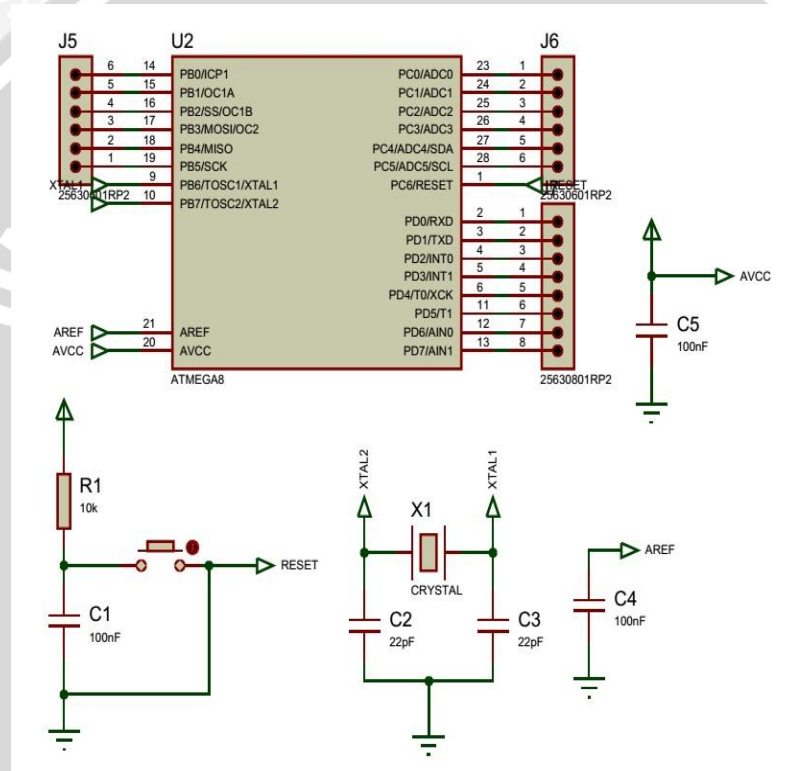 J5
U2
J6
6 14 PB0/ICP1
5 15 PB1/OC1A
4 16 PB2/SS/OC1B
3 17 PB3/MOSI/OC2
2 18 PB4/MISO
1 19 PB5/SCK
XTAL1 9 PB6/TOSC1/XTAL1
25630601RP2
10 PB7/TOSC2/XTAL2
PC0/ADC0 23 1
PC1/ADC1 24 2
PC2/ADC2 25 3
PC3/ADC3 26 4
PC4/ADC4/SDA 27 5
PC5/ADC5/SCL 28 6
PC6/RESET 1 RESET
25630601RP2
PD0/RXD 2 1
PD1/TXD 3 2
PD2/INT0 4 3
PD3/INT1 5 4
PD4/T0/XCK 6 5
PD5/T1 11 6
PD6/AIN0 12 7
PD7/AIN1 13 8
AREF 21 AREF
AVCC 20 AVCC
ATMEGA8
25630801RP2
AVCC
C5
100nF
R1
10k
RESET
C1
100nF
XTAL2
XTAL1
X1
CRYSTAL
C2
22pF
C3
22pF
AREF
C4
100nF